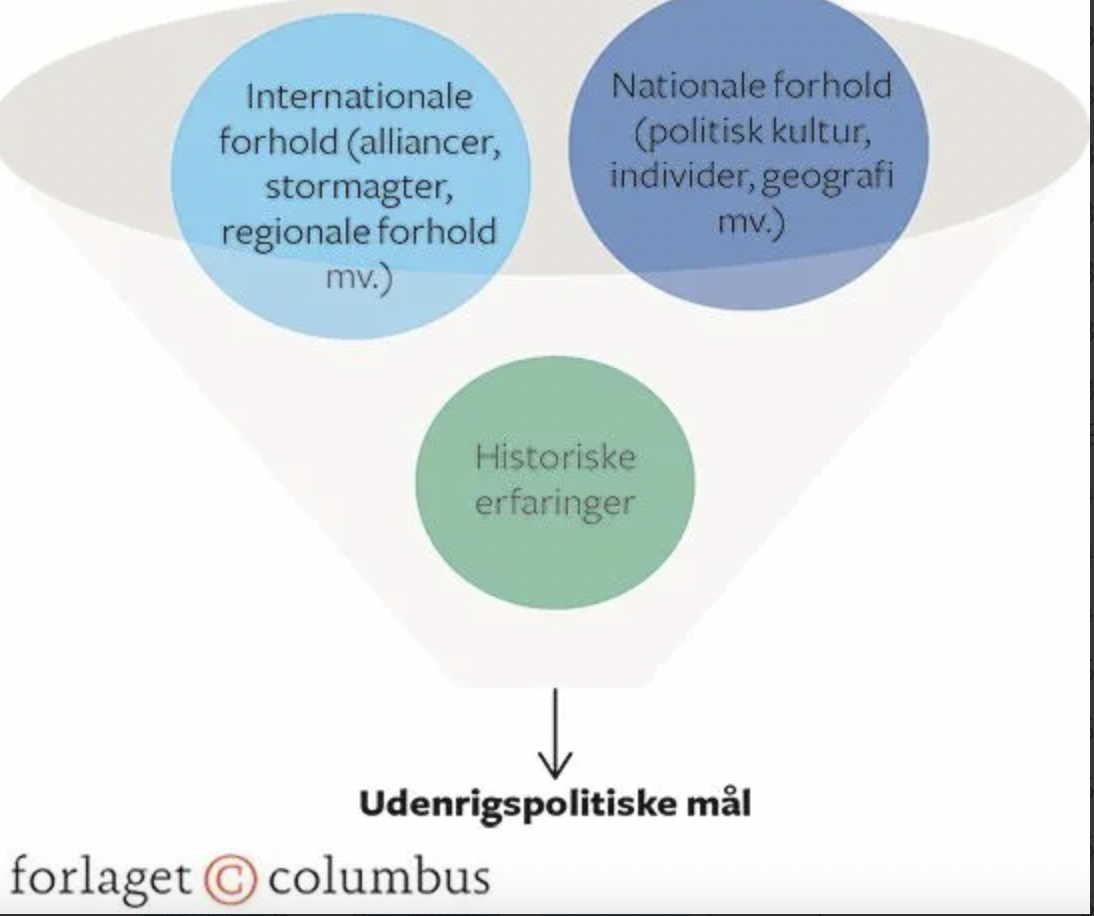 Internationale
forhold (alliancer,
stormagter,
regionale forhold
mv.)
Nationale forhold
(politisk kultur,
individer, geografi
mv.)
Historiske
erfaringer
Udenrigspolitiske mål
forlaget © columbus